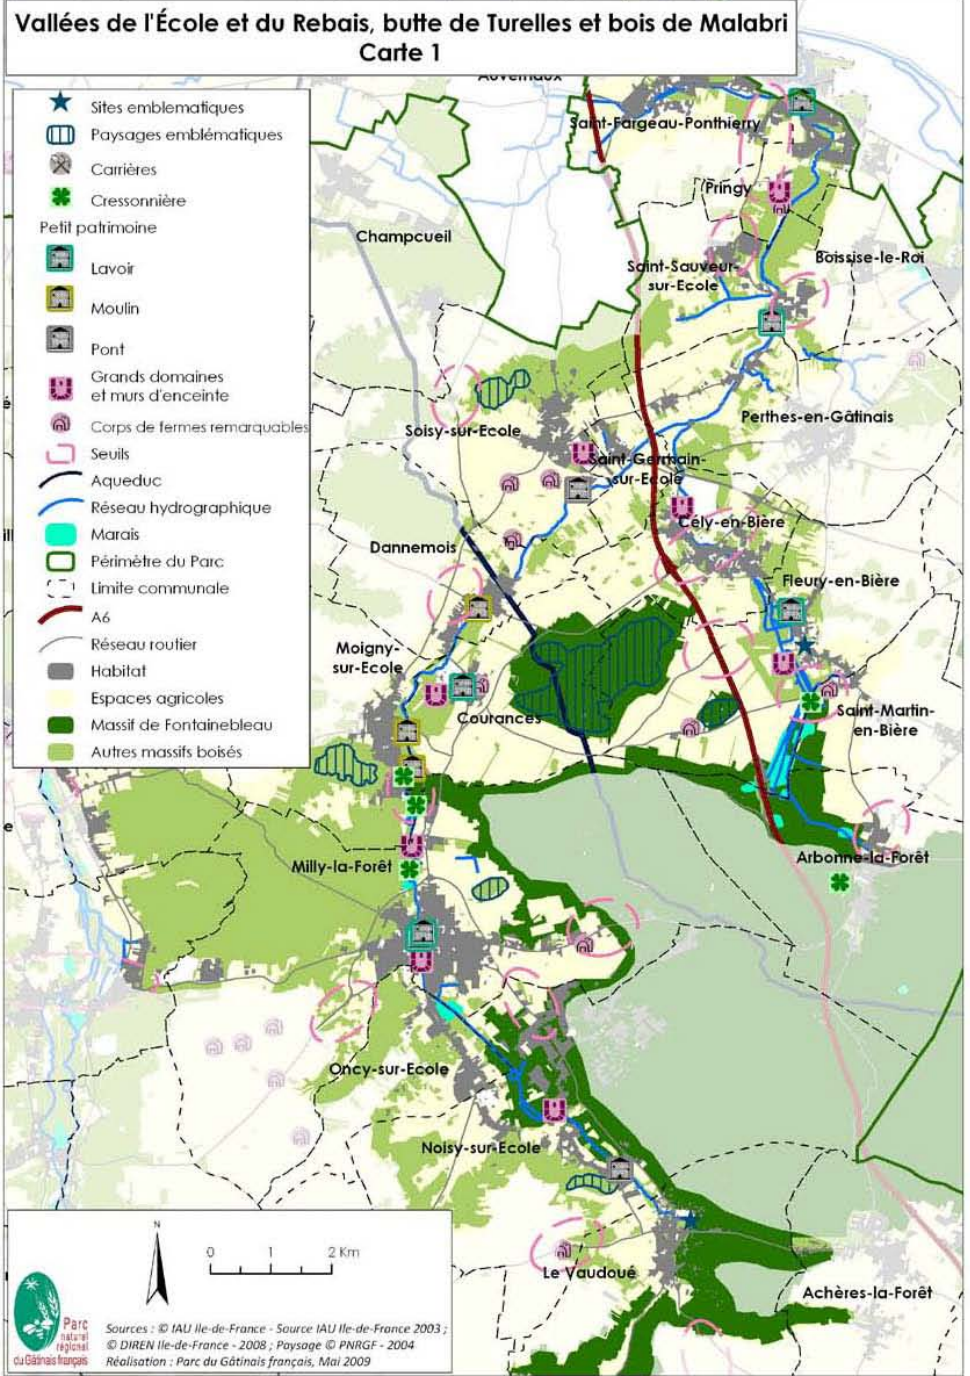 Vallées de l'École et du Rebais, butte de Turelles et bois de Malabri
Carte 1
Sites emblematiques
Paysages emblématiques
Carrières
Cressonnière
Petit patrimoine
Lavoir
Moulin
Pont
Grands domaines
et murs d'enceinte
Corps de fermes remarquables
Seuils
Aqueduc
Réseau hydrographique
Marais
Périmètre du Parc
Limite communale
A6
Réseau routier
Habitat
Espaces agricoles
Massif de Fontainebleau
Autres massifs boisés
Auvernaux
Saint-Fargeau-Ponthierry
Pringy
Champcueil
Boissise-le-Roi
Saint-Sauveur-
sur-Ecole
Perthes-en-Gâtinais
Soisy-sur-Ecole
Saint-Germain-
sur-Ecole
Cély-en-Bière
Dannemois
Fleury-en-Bière
Moigny-
sur-Ecole
Courances
Saint-Martin-
en-Bière
Milly-la-Forêt
Arbonne-la-Forêt
Oncy-sur-Ecole
Noisy-sur-Ecole
Le Vaudoué
Achères-la-Forêt
N
0 1 2 Km
Parc
naturel
régional
du Gâtinais français
Sources : © IAU Ile-de-France - Source IAU Ile-de-France 2003 ;
© DIREN Ile-de-France - 2008 ; Paysage © PNRGF - 2004
Réalisation : Parc du Gâtinais français, Mai 2009